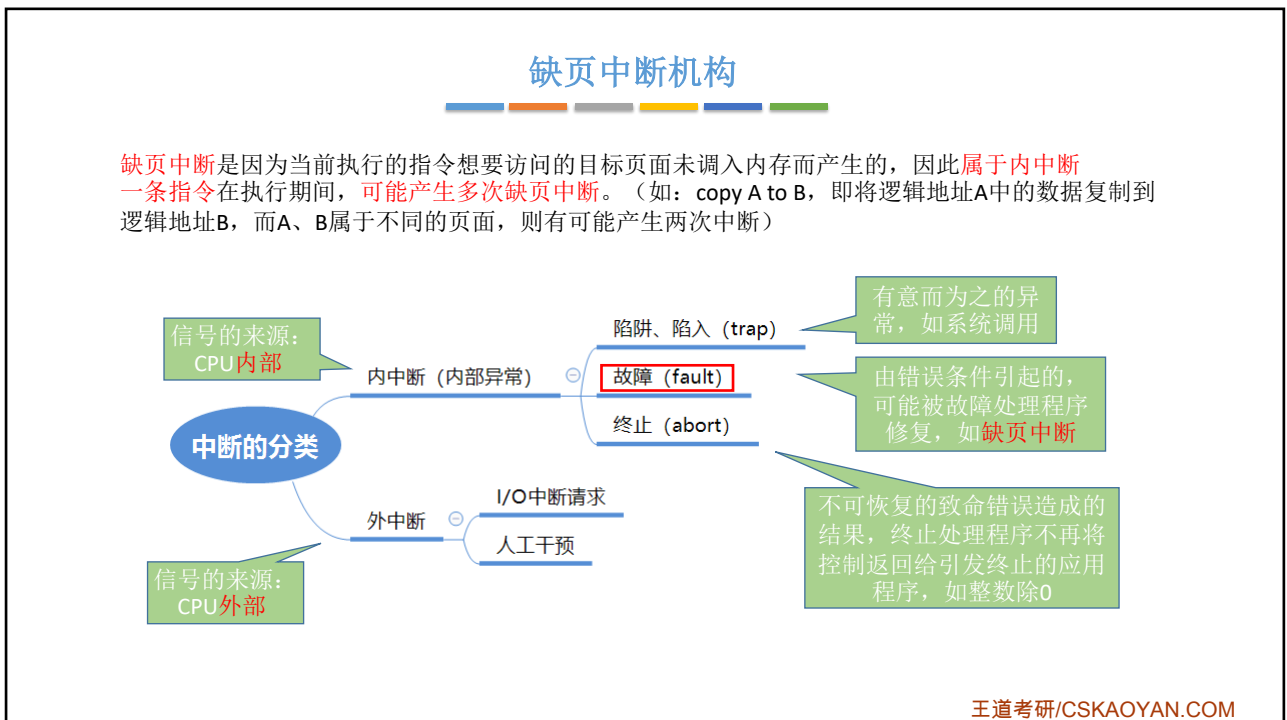 缺页中断机构
缺页中断是因为当前执行的指令想要访问的目标页面未调入内存而产生的，因此属于内中断
一条指令在执行期间，可能产生多次缺页中断。（如：copy A to B，即将逻辑地址A中的数据复制到
逻辑地址B，而A、B属于不同的页面，则有可能产生两次中断）
信号的来源：
CPU内部
陷阱、陷入（trap）
有意而为之的异
常，如系统调用
内中断（内部异常）
故障（fault）
由错误条件引起的，
可能被故障处理程序
修复，如缺页中断
终止（abort）
中断的分类
不可恢复的致命错误造成的
结果，终止处理程序不再将
控制返回给引发终止的应用
程序，如整数除0
外中断
I/O中断请求
人工干预
信号的来源：
CPU外部
王道考研/CSKAOYAN.COM